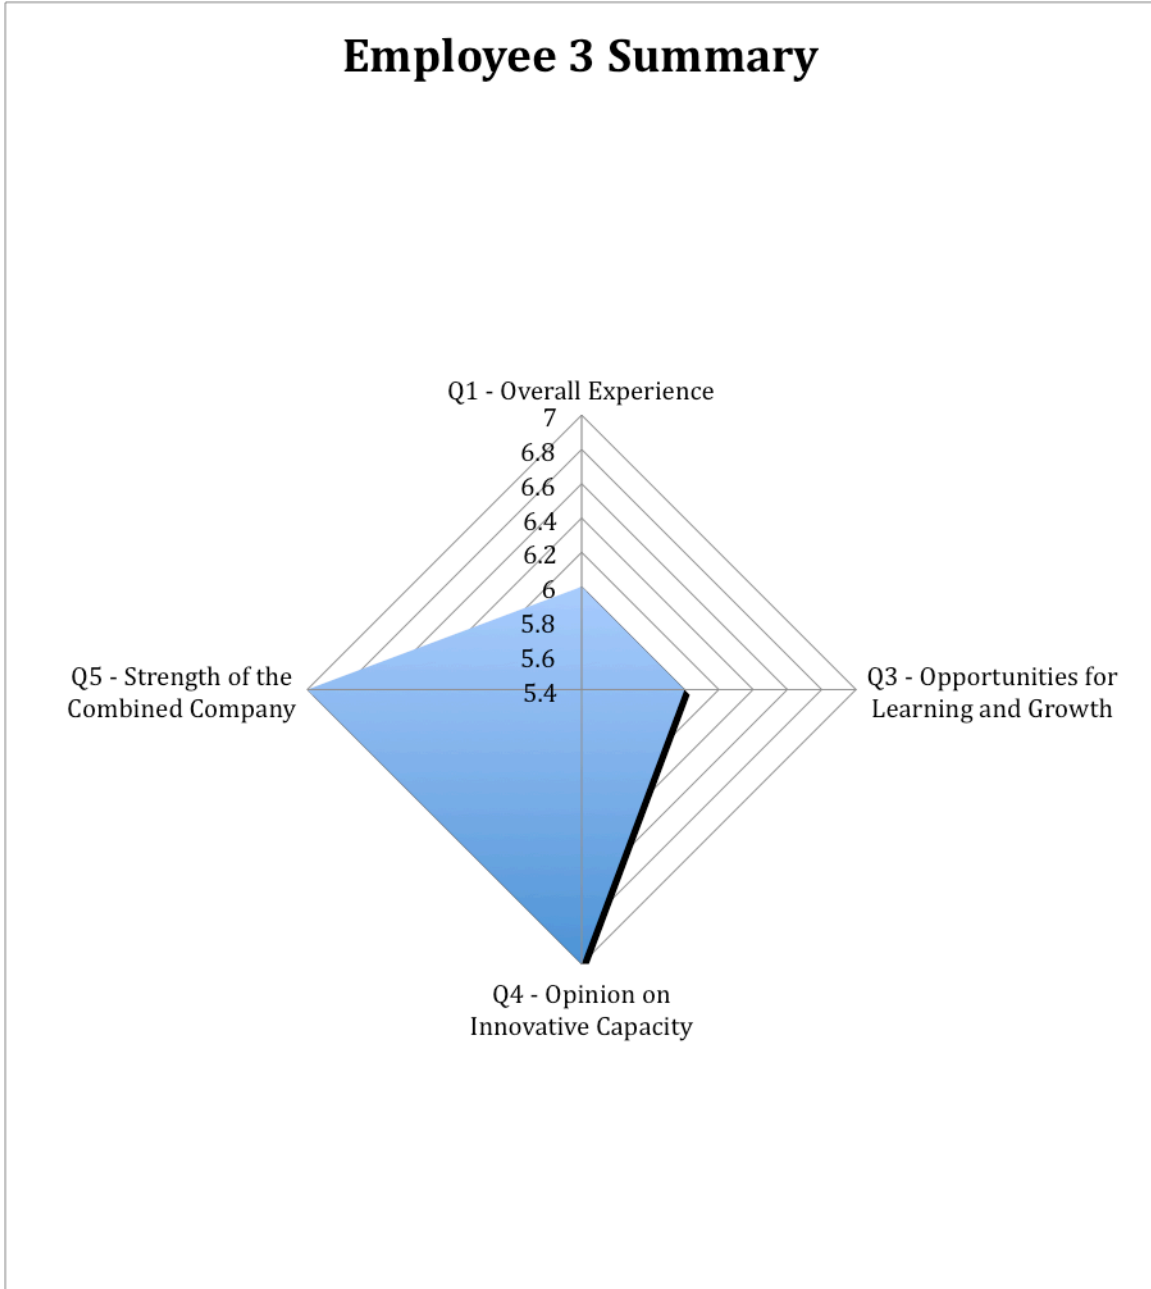 Employee 3 Summary
Q1 - Overall Experience
7
6.8
6.6
6.4
6.2
6
5.8
5.6
5.4
Q5 - Strength of the
Combined Company
Q3 - Opportunities for
Learning and Growth
Q4 - Opinion on
Innovative Capacity